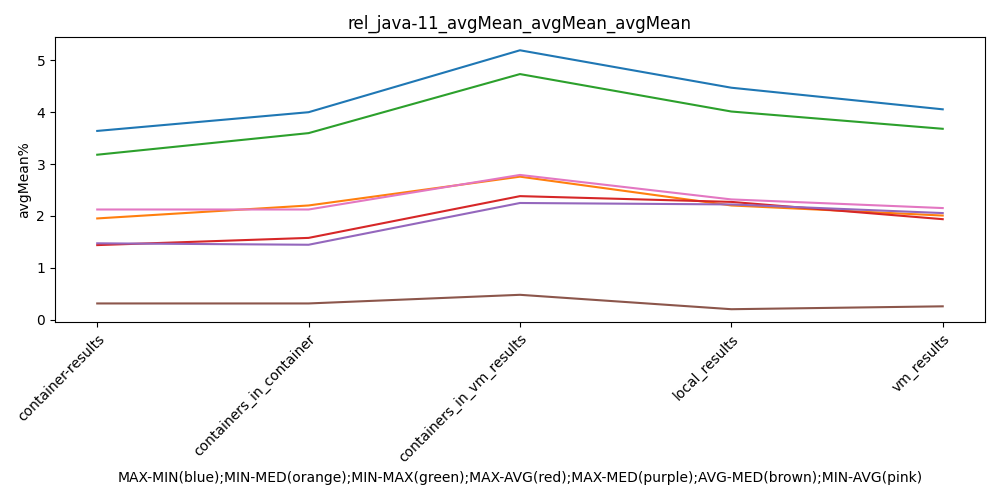 rel_java-11_avgMean_avgMean_avgMean
avgMean%
5
4
3
2
1
0
container-results
containers_in_container
containers_in_vm_results
local_results
vm_results
MAX-MIN(blue);MIN-MED(orange);MIN-MAX(green);MAX-AVG(red);MAX-MED(purple);AVG-MED(brown);MIN-AVG(pink)